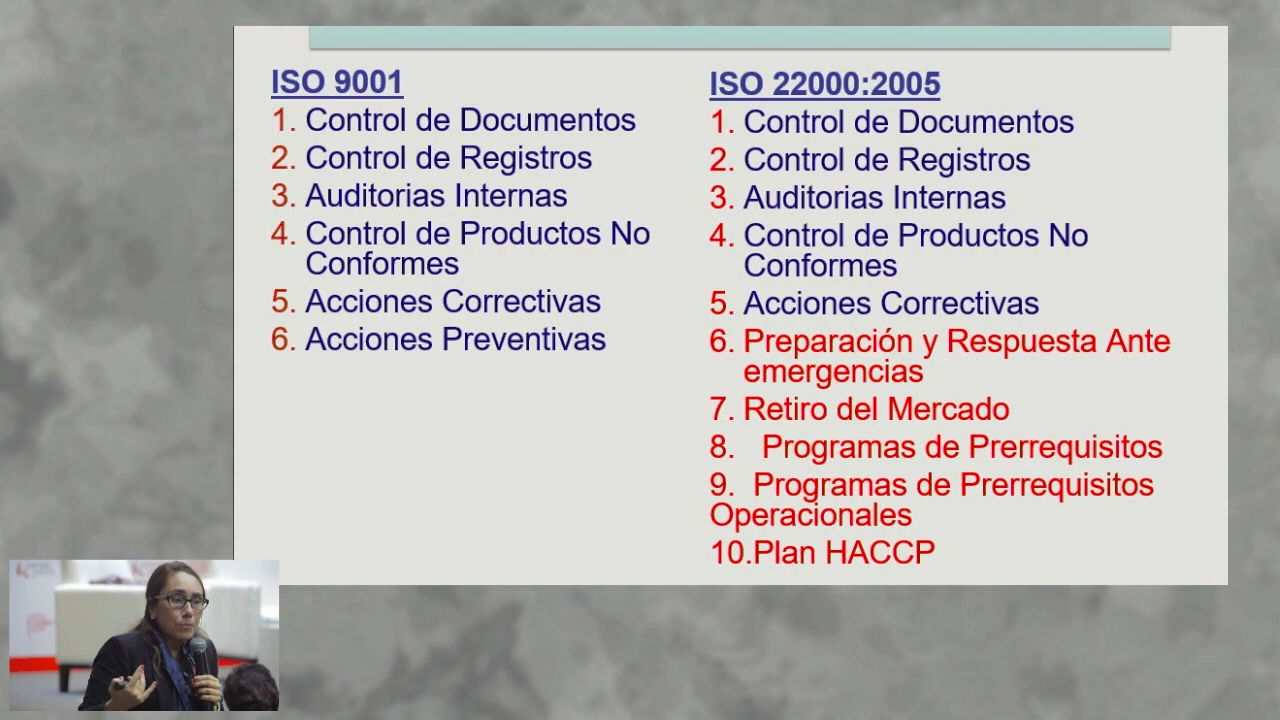 ISO 9001
1. Control de Documentos
2. Control de Registros
3. Auditorias Internas
4. Control de Productos No
Conformes
5. Acciones Correctivas
6. Acciones Preventivas
ISO 22000:2005
1. Control de Documentos
2. Control de Registros
3. Auditorias Internas
4. Control de Productos No
Conformes
5. Acciones Correctivas
6. Preparación y Respuesta Ante
emergencias
7. Retiro del Mercado
8. Programas de Prerrequisitos
9. Programas de Prerrequisitos
Operacionales
10.Plan HACCP